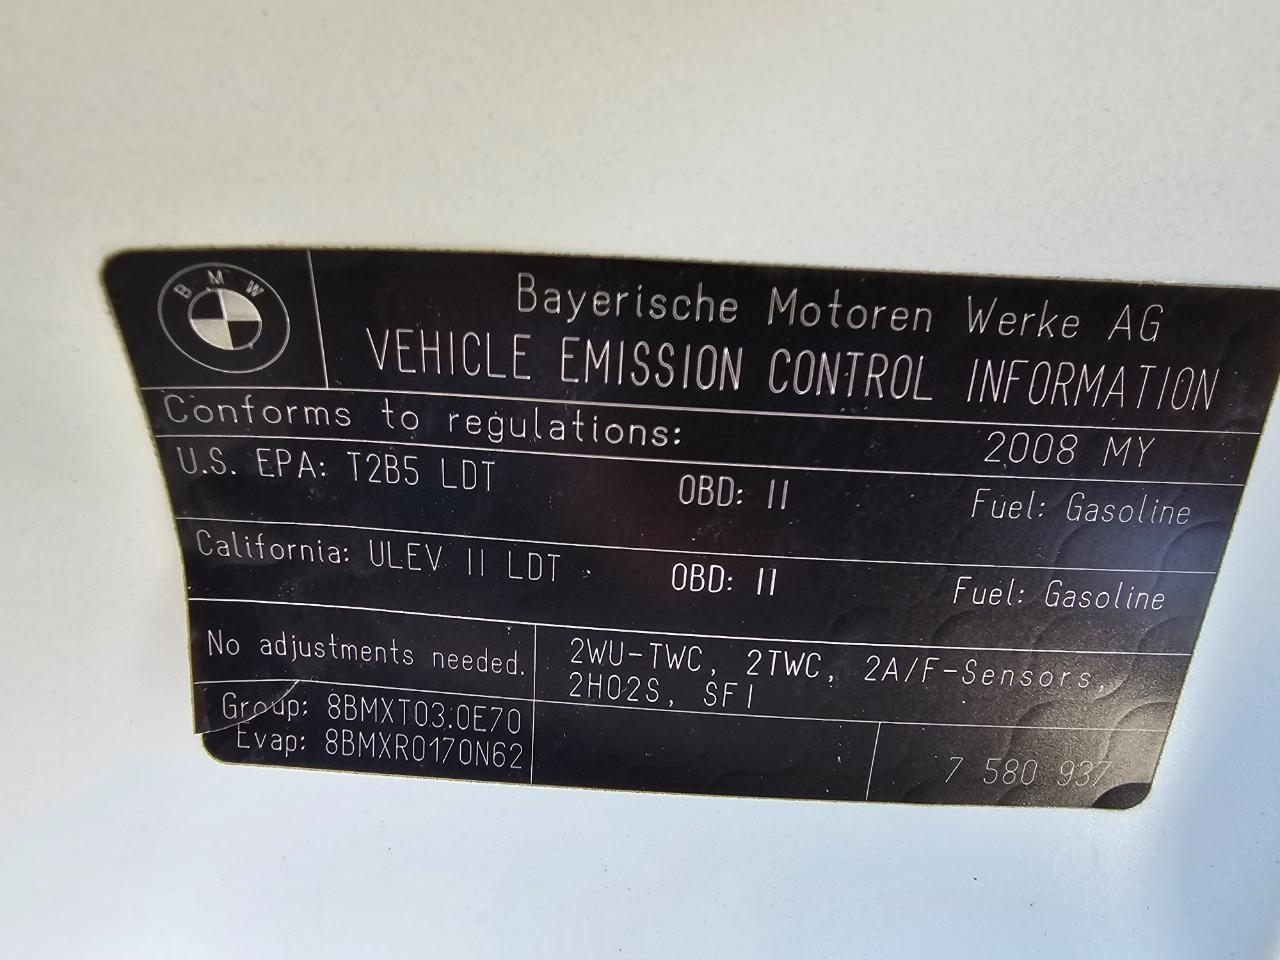 BMW
Bayerische Motoren Werke AG
VEHICLE EMISSION CONTROL INFORMATION
Conforms to regulations: 2008 MY
U.S. EPA: T2B5 LDT OBD: II Fuel: Gasoline
California: ULEV II LDT OBD: II Fuel: Gasoline
No adjustments needed.
2WU-TWC, 2TWC, 2A/F-Sensors,
2HO2S, SFI
Group: 8BMXT03.0E70
Evap: 8BMXR0170N62
7 580 937